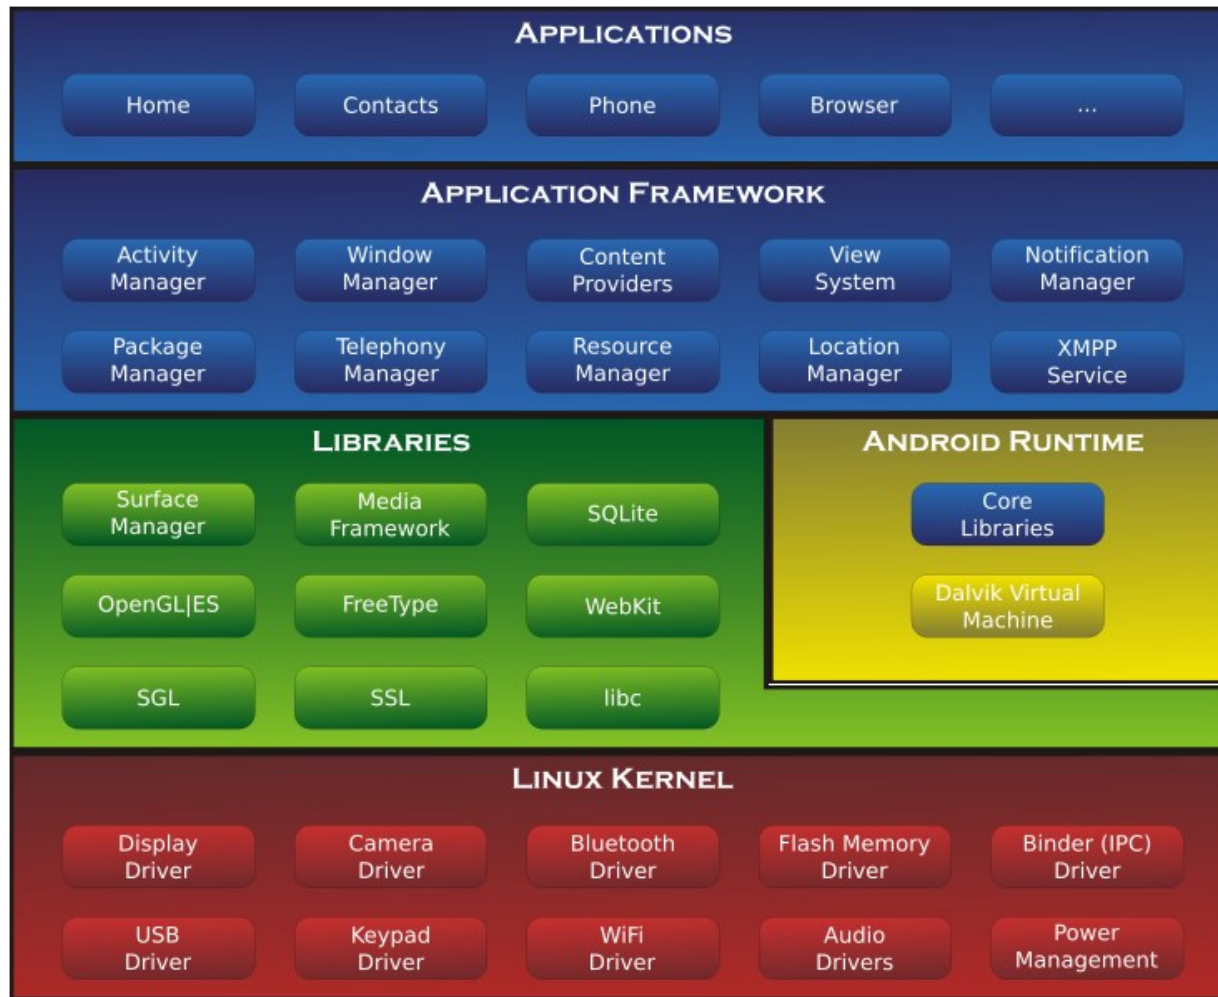 APPLICATIONS
Home
Contacts
Phone
Browser
...
APPLICATION FRAMEWORK
Activity
Manager
Window
Manager
Content
Providers
View
System
Notification
Manager
Package
Manager
Telephony
Manager
Resource
Manager
Location
Manager
XMPP
Service
LIBRARIES
Surface
Manager
Media
Framework
SQLite
OpenGL|ES
FreeType
WebKit
SGL
SSL
libc
ANDROID RUNTIME
Core
Libraries
Dalvik Virtual
Machine
LINUX KERNEL
Display
Driver
Camera
Driver
Bluetooth
Driver
Flash Memory
Driver
Binder (IPC)
Driver
USB
Driver
Keypad
Driver
WiFi
Driver
Audio
Drivers
Power
Management